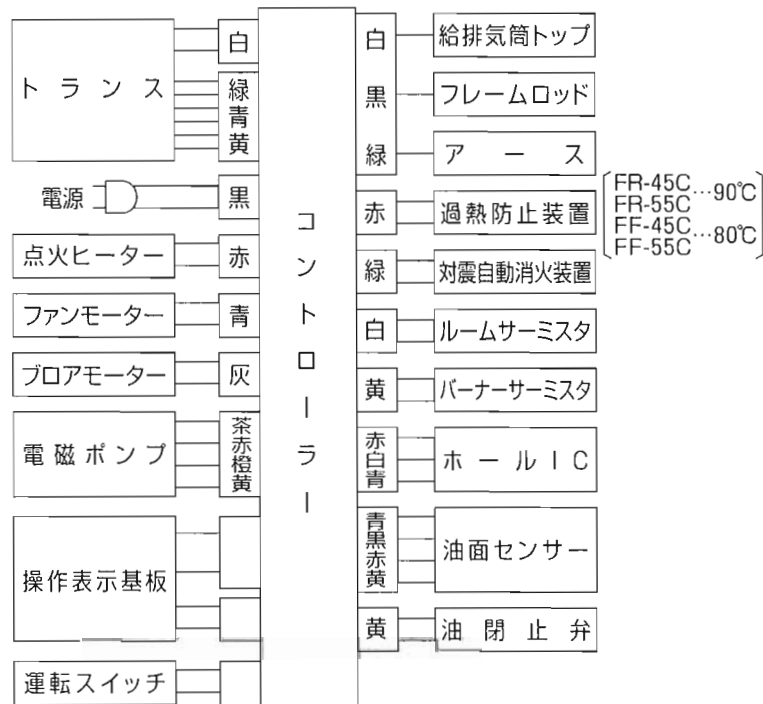 トランス
白
緑
青
黄
電源
黒
点火ヒーター
赤
ファンモーター
青
ブロアモーター
灰
電磁ポンプ
茶
赤
橙
黄
操作表示基板
運転スイッチ
コントローラー
白
給排気筒トップ
黒
フレームロッド
緑
アース
赤
過熱防止装置
FR-45C
FR-55C
…90℃
FF-45C
FF-55C
…80℃
緑
対震自動消火装置
白
ルームサーミスタ
黄
バーナーサーミスタ
赤
白
青
ホールIC
青
黒
赤
黄
油面センサー
黄
油閉止弁